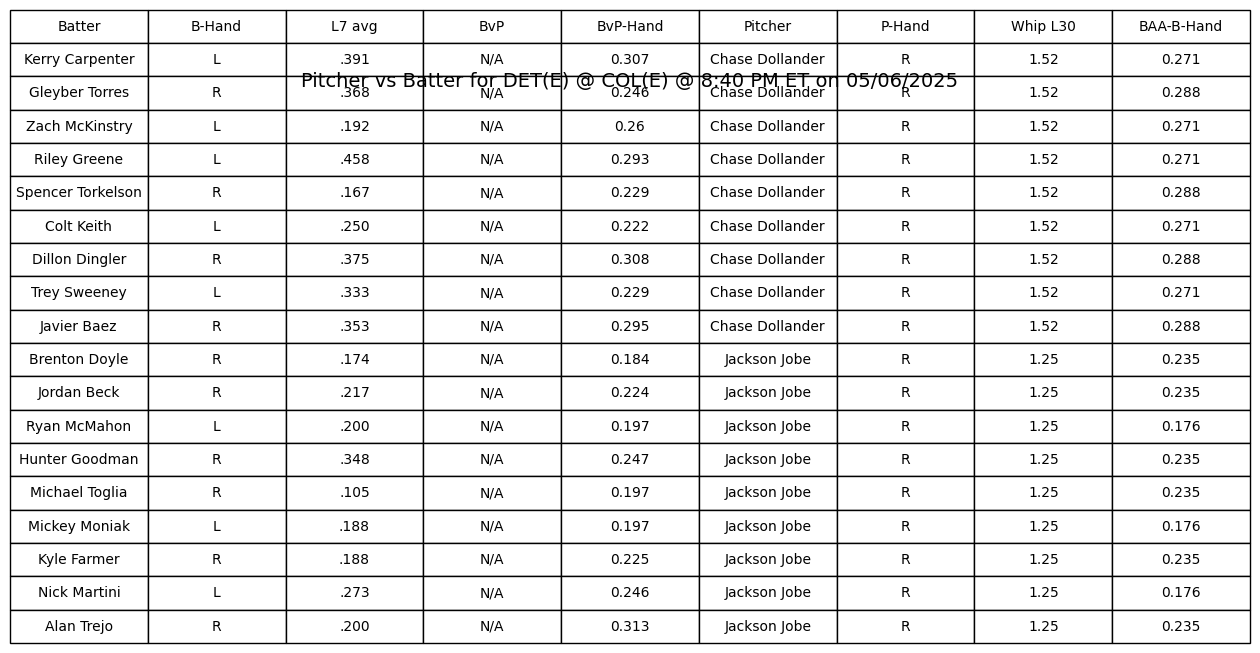 Batter B-Hand L7 avg BvP BvP-Hand Pitcher P-Hand Whip L30 BAA-B-Hand
Kerry Carpenter L .391 N/A 0.307 Chase Dollander R 1.52 0.271
Pitcher vs Batter for DET(E) @ COL(E) @ 8:40 PM ET on 05/06/2025
Gleyber Torres R .368 N/A 0.246 Chase Dollander R 1.52 0.288
Zach McKinstry L .192 N/A 0.26 Chase Dollander R 1.52 0.271
Riley Greene L .458 N/A 0.293 Chase Dollander R 1.52 0.271
Spencer Torkelson R .167 N/A 0.229 Chase Dollander R 1.52 0.288
Colt Keith L .250 N/A 0.222 Chase Dollander R 1.52 0.271
Dillon Dingler R .375 N/A 0.308 Chase Dollander R 1.52 0.288
Trey Sweeney L .333 N/A 0.229 Chase Dollander R 1.52 0.271
Javier Baez R .353 N/A 0.295 Chase Dollander R 1.52 0.288
Brenton Doyle R .174 N/A 0.184 Jackson Jobe R 1.25 0.235
Jordan Beck R .217 N/A 0.224 Jackson Jobe R 1.25 0.235
Ryan McMahon L .200 N/A 0.197 Jackson Jobe R 1.25 0.176
Hunter Goodman R .348 N/A 0.247 Jackson Jobe R 1.25 0.235
Michael Toglia R .105 N/A 0.197 Jackson Jobe R 1.25 0.235
Mickey Moniak L .188 N/A 0.197 Jackson Jobe R 1.25 0.176
Kyle Farmer R .188 N/A 0.225 Jackson Jobe R 1.25 0.235
Nick Martini L .273 N/A 0.246 Jackson Jobe R 1.25 0.176
Alan Trejo R .200 N/A 0.313 Jackson Jobe R 1.25 0.235